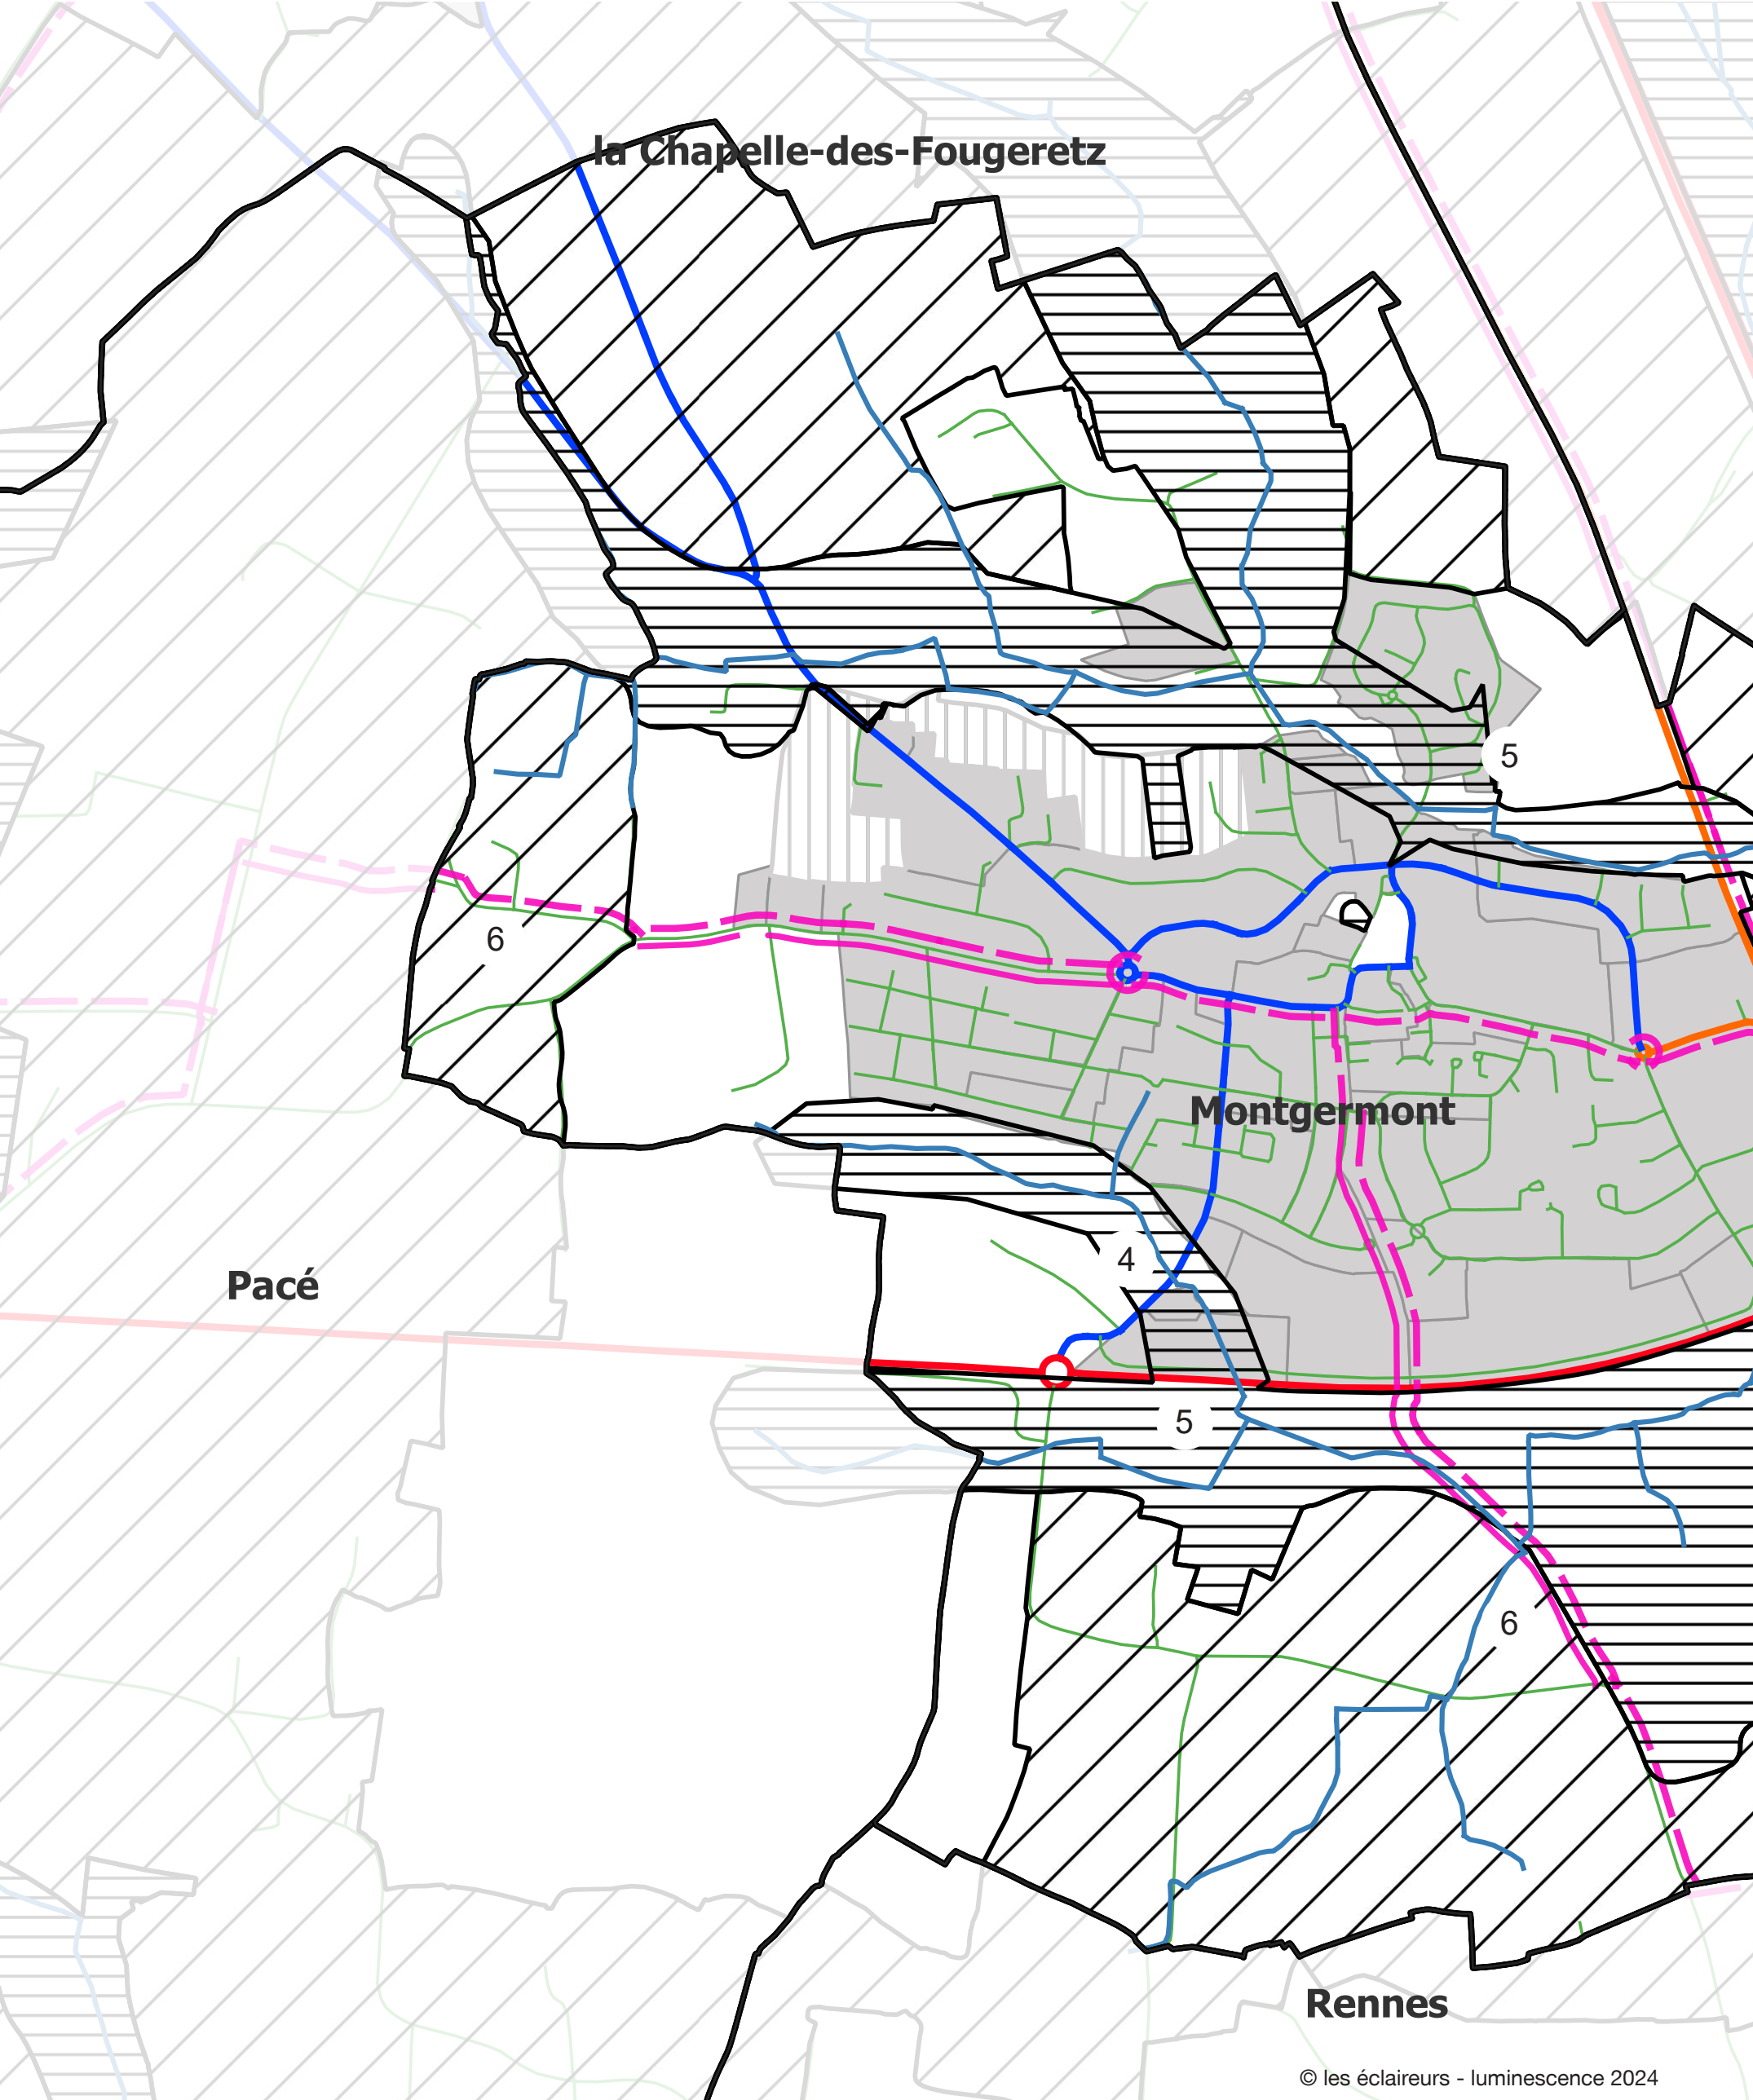 la Chapelle-des-Fougeretz
5
6
Montgermont
4
Pacé
5
6
Rennes
© les éclaireurs - luminescence 2024